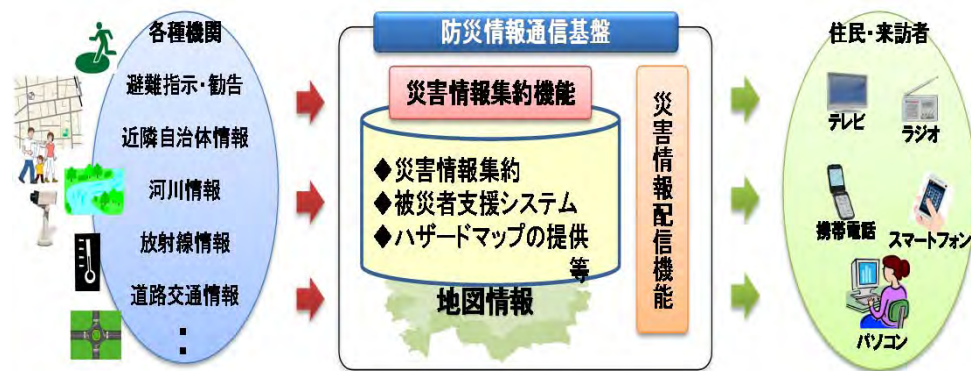 各種機関
避難指示・勧告
近隣自治体情報
河川情報
放射線情報
道路交通情報
防災情報通信基盤
災害情報集約機能
◆災害情報集約
◆被災者支援システム
◆ハザードマップの提供
等
地図情報
災害情報配信機能
住民・来訪者
テレビ
ラジオ
携帯電話
スマートフォン
パソコン